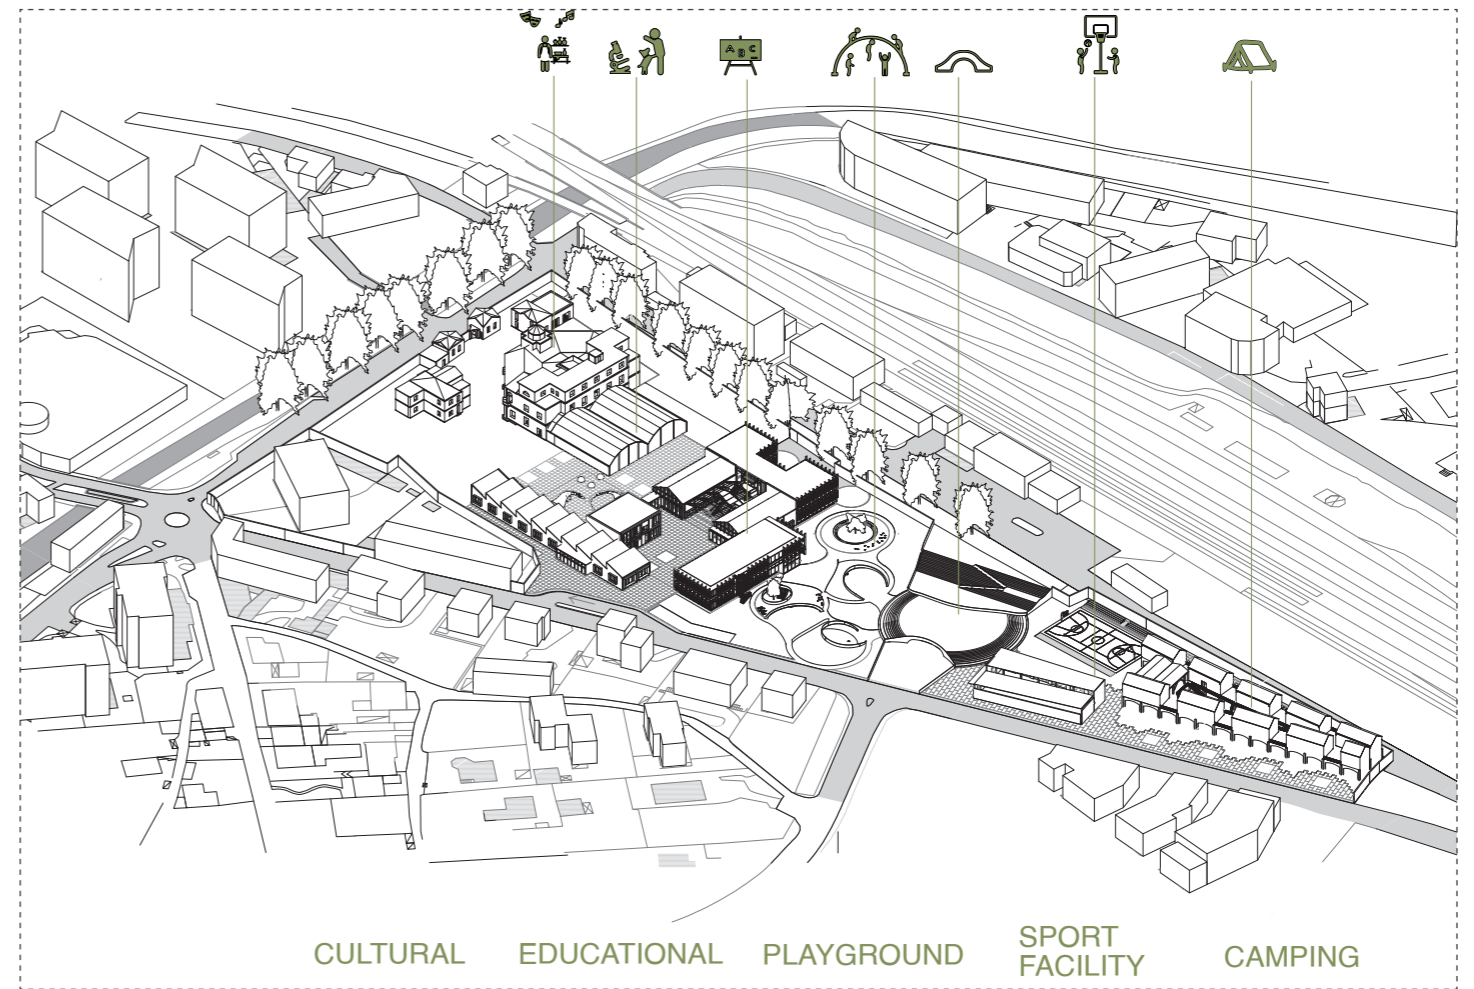 A B C
CULTURAL
EDUCATIONAL
PLAYGROUND
SPORT
FACILITY
CAMPING